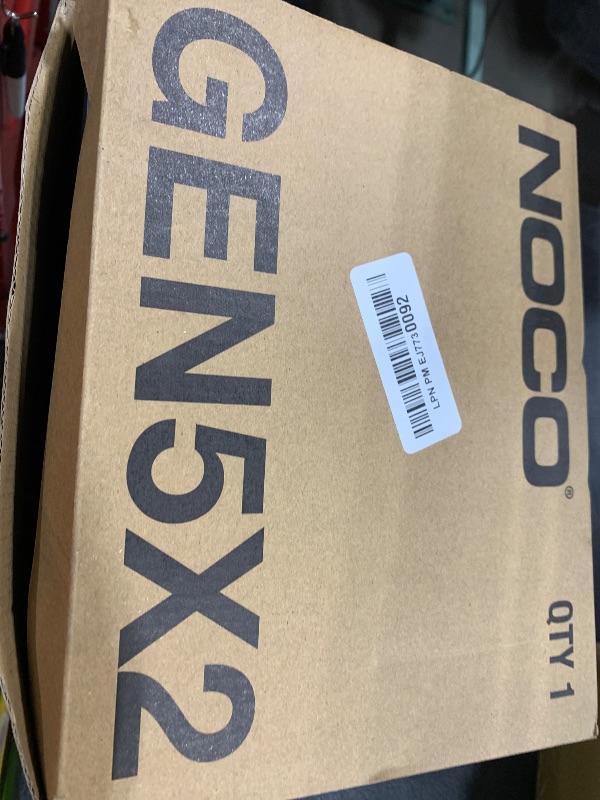 NOCO®
QTY 1
LPN PM EJ7730092
GEN5X2